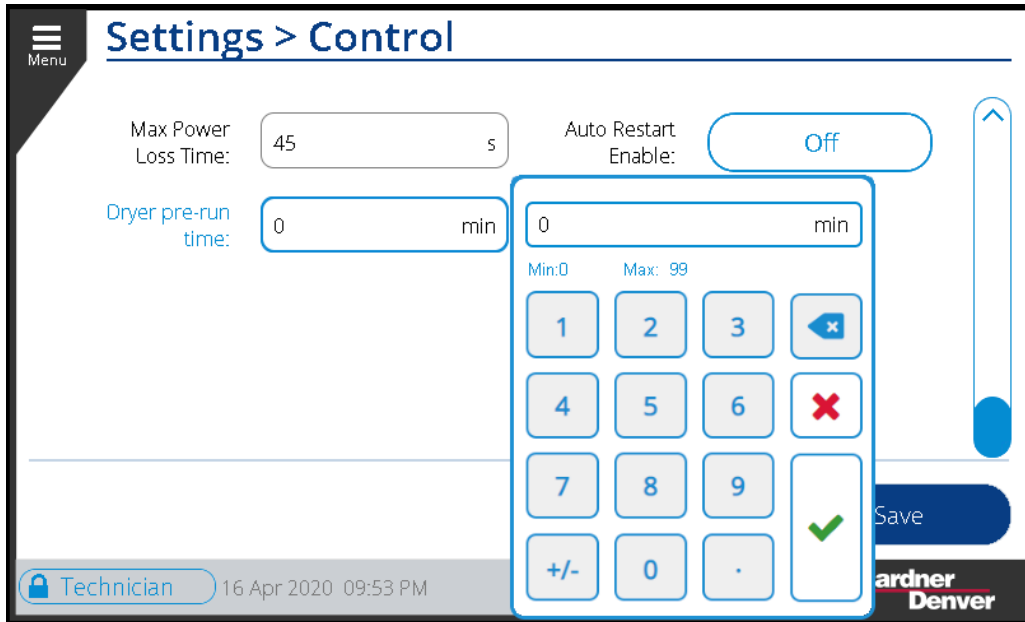 Settings > Control
Menu
Max Power
Loss Time:
45 s
Auto Restart
Enable:
Off
Dryer pre-run
time:
0 min
0 min
Min:0 Max: 99
1 2 3
4 5 6
7 8 9
+/- 0 .
Save
Technician
16 Apr 2020 09:53 PM
ardner
Denver